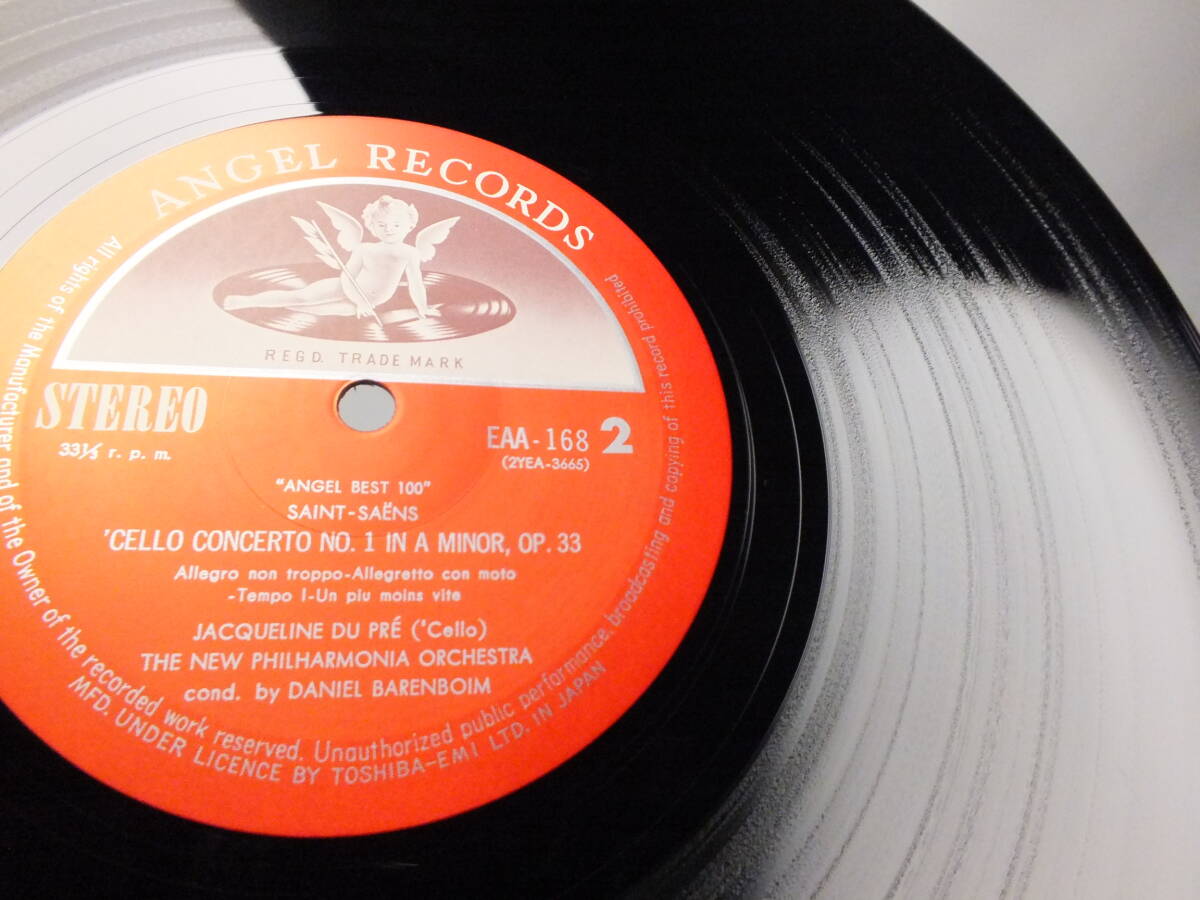 ANGEL RECORDS
REGD. TRADE MARK
STEREO
33⅓ r. p. m.
EAA-168 2
(2YEA-3665)
"ANGEL BEST 100"
SAINT-SAËNS
'CELLO CONCERTO NO. 1 IN A MINOR, OP. 33
Allegro non troppo-Allegretto con moto
-Tempo I-Un piu moins vite
JACQUELINE DU PRÉ ('Cello)
THE NEW PHILHARMONIA ORCHESTRA
cond. by DANIEL BARENBOIM
All rights of the Manufacturer and of the Owner of the recorded work reserved. Unauthorized public performance, broadcasting and copying of this record prohibited
MFD. UNDER LICENCE BY TOSHIBA-EMI LTD. IN JAPAN